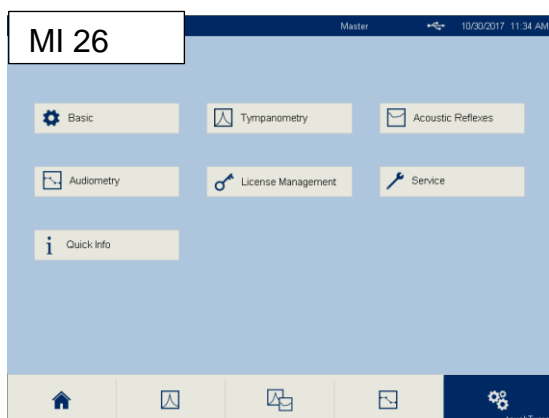 MI 26
Master 10/30/2017 11:34 AM
Basic Tympanometry Acoustic Reflexes
Audiometry License Management Service
Quick Info